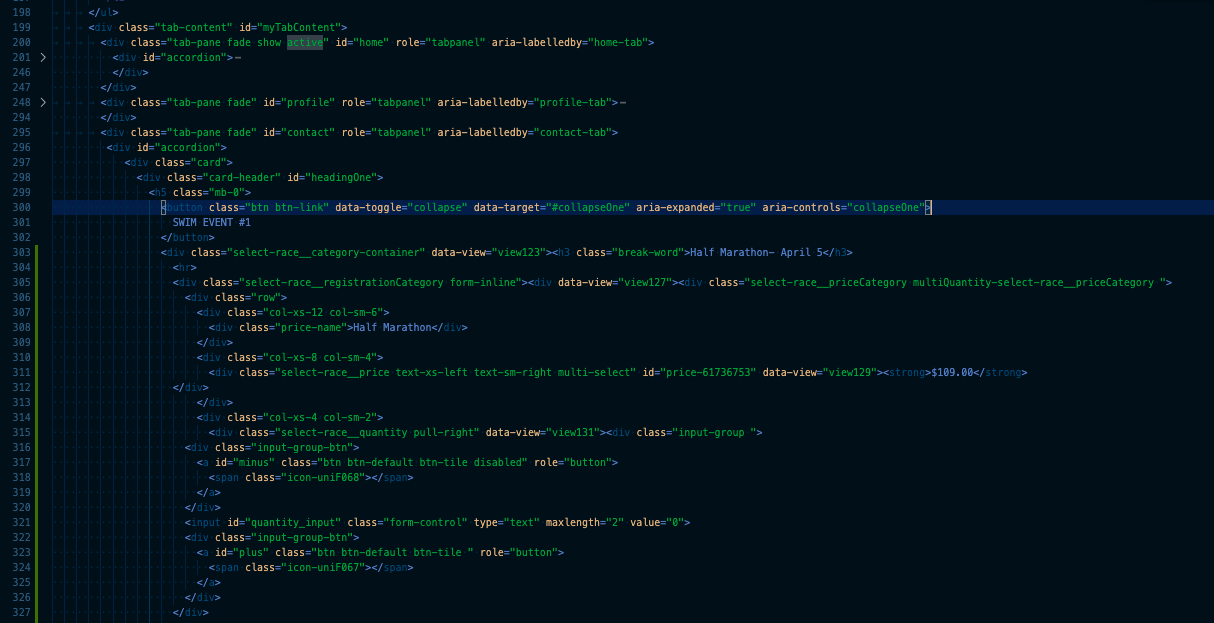 198 </ul>
199 <div class="tab-content" id="myTabContent">
200 <div class="tab-pane fade show active" id="home" role="tabpanel" aria-labelledby="home-tab">
201 <div id="accordion">
246 </div>
247 </div>
248 <div class="tab-pane fade" id="profile" role="tabpanel" aria-labelledby="profile-tab">
294 </div>
295 <div class="tab-pane fade" id="contact" role="tabpanel" aria-labelledby="contact-tab">
296 <div id="accordion">
297 <div class="card">
298 <div class="card-header" id="headingOne">
299 <h5 class="mb-0">
300 <button class="btn btn-link" data-toggle="collapse" data-target="#collapseOne" aria-expanded="true" aria-controls="collapseOne">
301 SWIM EVENT #1
302 </button>
303 <div class="select-race__category-container" data-view="view123"><h3 class="break-word">Half Marathon- April 5</h3>
304 <hr>
305 <div class="select-race__registrationCategory form-inline"><div data-view="view127"><div class="select-race__priceCategory multiQuantity-select-race__priceCategory ">
306 <div class="row">
307 <div class="col-xs-12 col-sm-6">
308 <div class="price-name">Half Marathon</div>
309 </div>
310 <div class="col-xs-8 col-sm-4">
311 <div class="select-race__price text-xs-left text-sm-right multi-select" id="price-61736753" data-view="view129"><strong>$109.00</strong>
312 </div>
313 </div>
314 <div class="col-xs-4 col-sm-2">
315 <div class="select-race__quantity pull-right" data-view="view131"><div class="input-group ">
316 <div class="input-group-btn">
317 <a id="minus" class="btn btn-default btn-tile disabled" role="button">
318 <span class="icon-uniF068"></span>
319 </a>
320 </div>
321 <input id="quantity_input" class="form-control" type="text" maxlength="2" value="0">
322 <div class="input-group-btn">
323 <a id="plus" class="btn btn-default btn-tile " role="button">
324 <span class="icon-uniF067"></span>
325 </a>
326 </div>
327 </div>